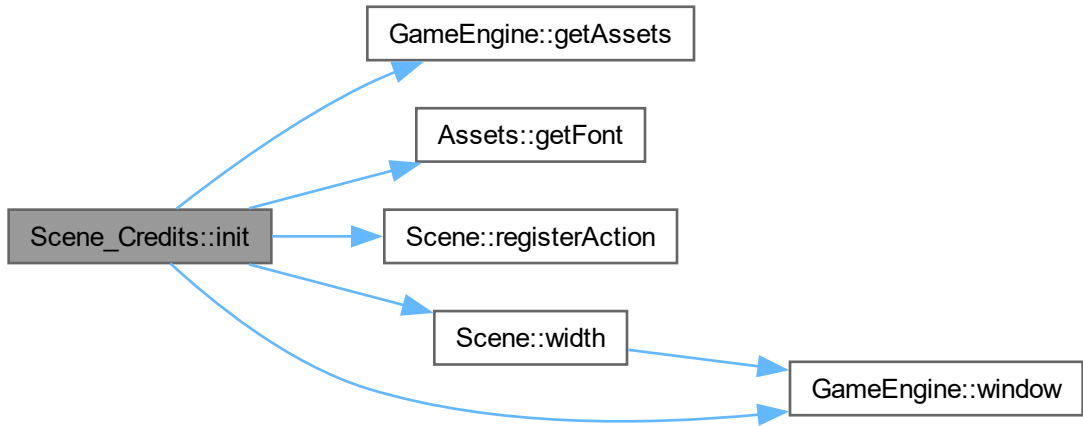 GameEngine::getAssets
Assets::getFont
Scene_Credits::init
Scene::registerAction
Scene::width
GameEngine::window